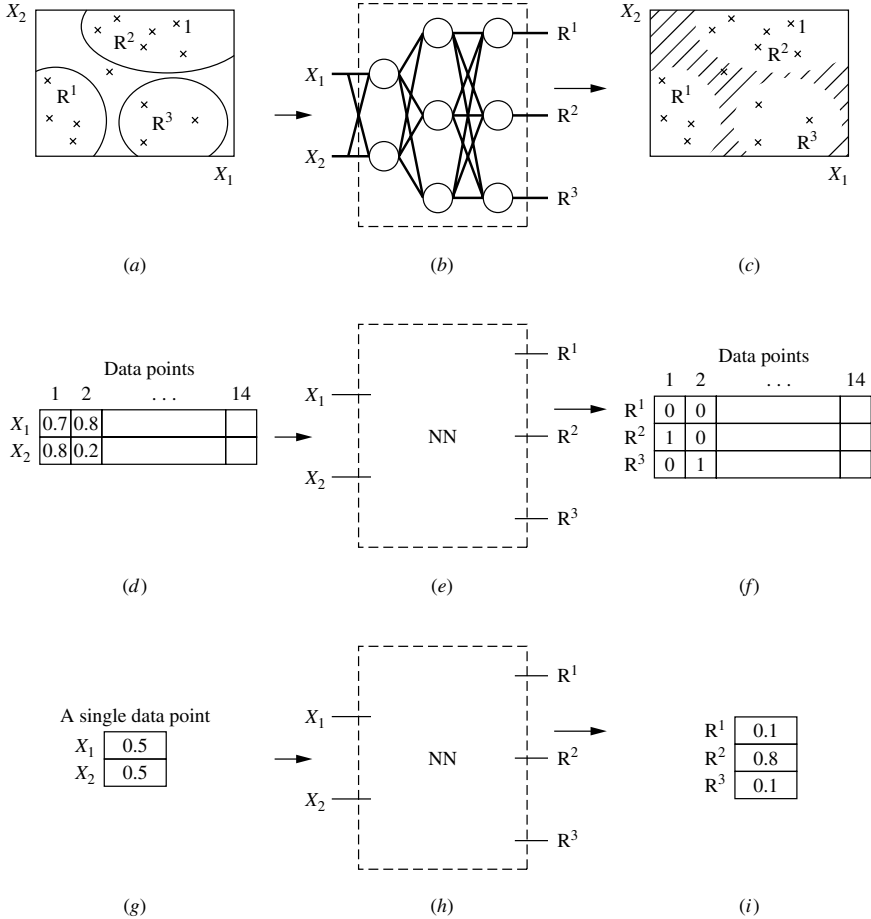 X2 1 R2 R1 R3 X1
X1 X2 R1 R2 R3
X2 1 R2 R1 R3 X1
(a) (b) (c)
Data points
1 2 . . . 14
X1 0.7 0.8
X2 0.8 0.2
X1 X2 NN R1 R2 R3
Data points
1 2 . . . 14
R1 0 0
R2 1 0
R3 0 1
(d) (e) (f)
A single data point
X1 0.5
X2 0.5
X1 X2 NN R1 R2 R3
R1 0.1
R2 0.8
R3 0.1
(g) (h) (i)